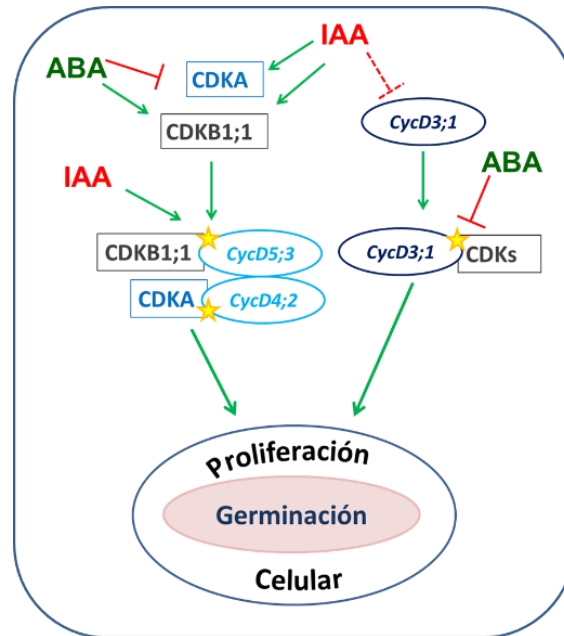 IAA
ABA
CDKA
CDKB1;1
CycD3;1
IAA
ABA
CDKB1;1
CycD5;3
CycD3;1
CDKs
CDKA
CycD4;2
Proliferación
Germinación
Celular